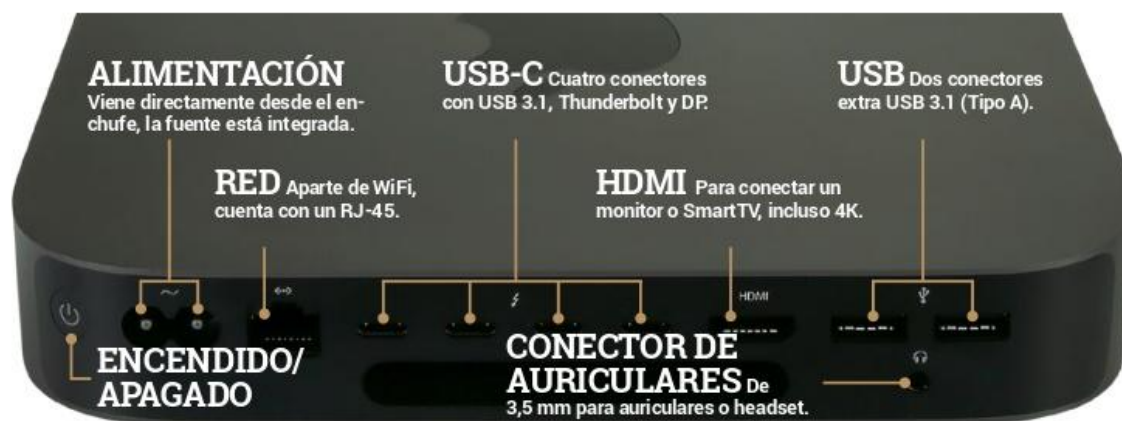 ALIMENTACIÓN
Viene directamente desde el en-
chufe, la fuente está integrada.
USB-C Cuatro conectores
con USB 3.1, Thunderbolt y DP.
USB Dos conectores
extra USB 3.1 (Tipo A).
RED Aparte de WiFi,
cuenta con un RJ-45.
HDMI Para conectar un
monitor o SmartTV, incluso 4K.
HDMI
ENCENDIDO/
APAGADO
CONECTOR DE
AURICULARES De
3,5 mm para auriculares o headset.